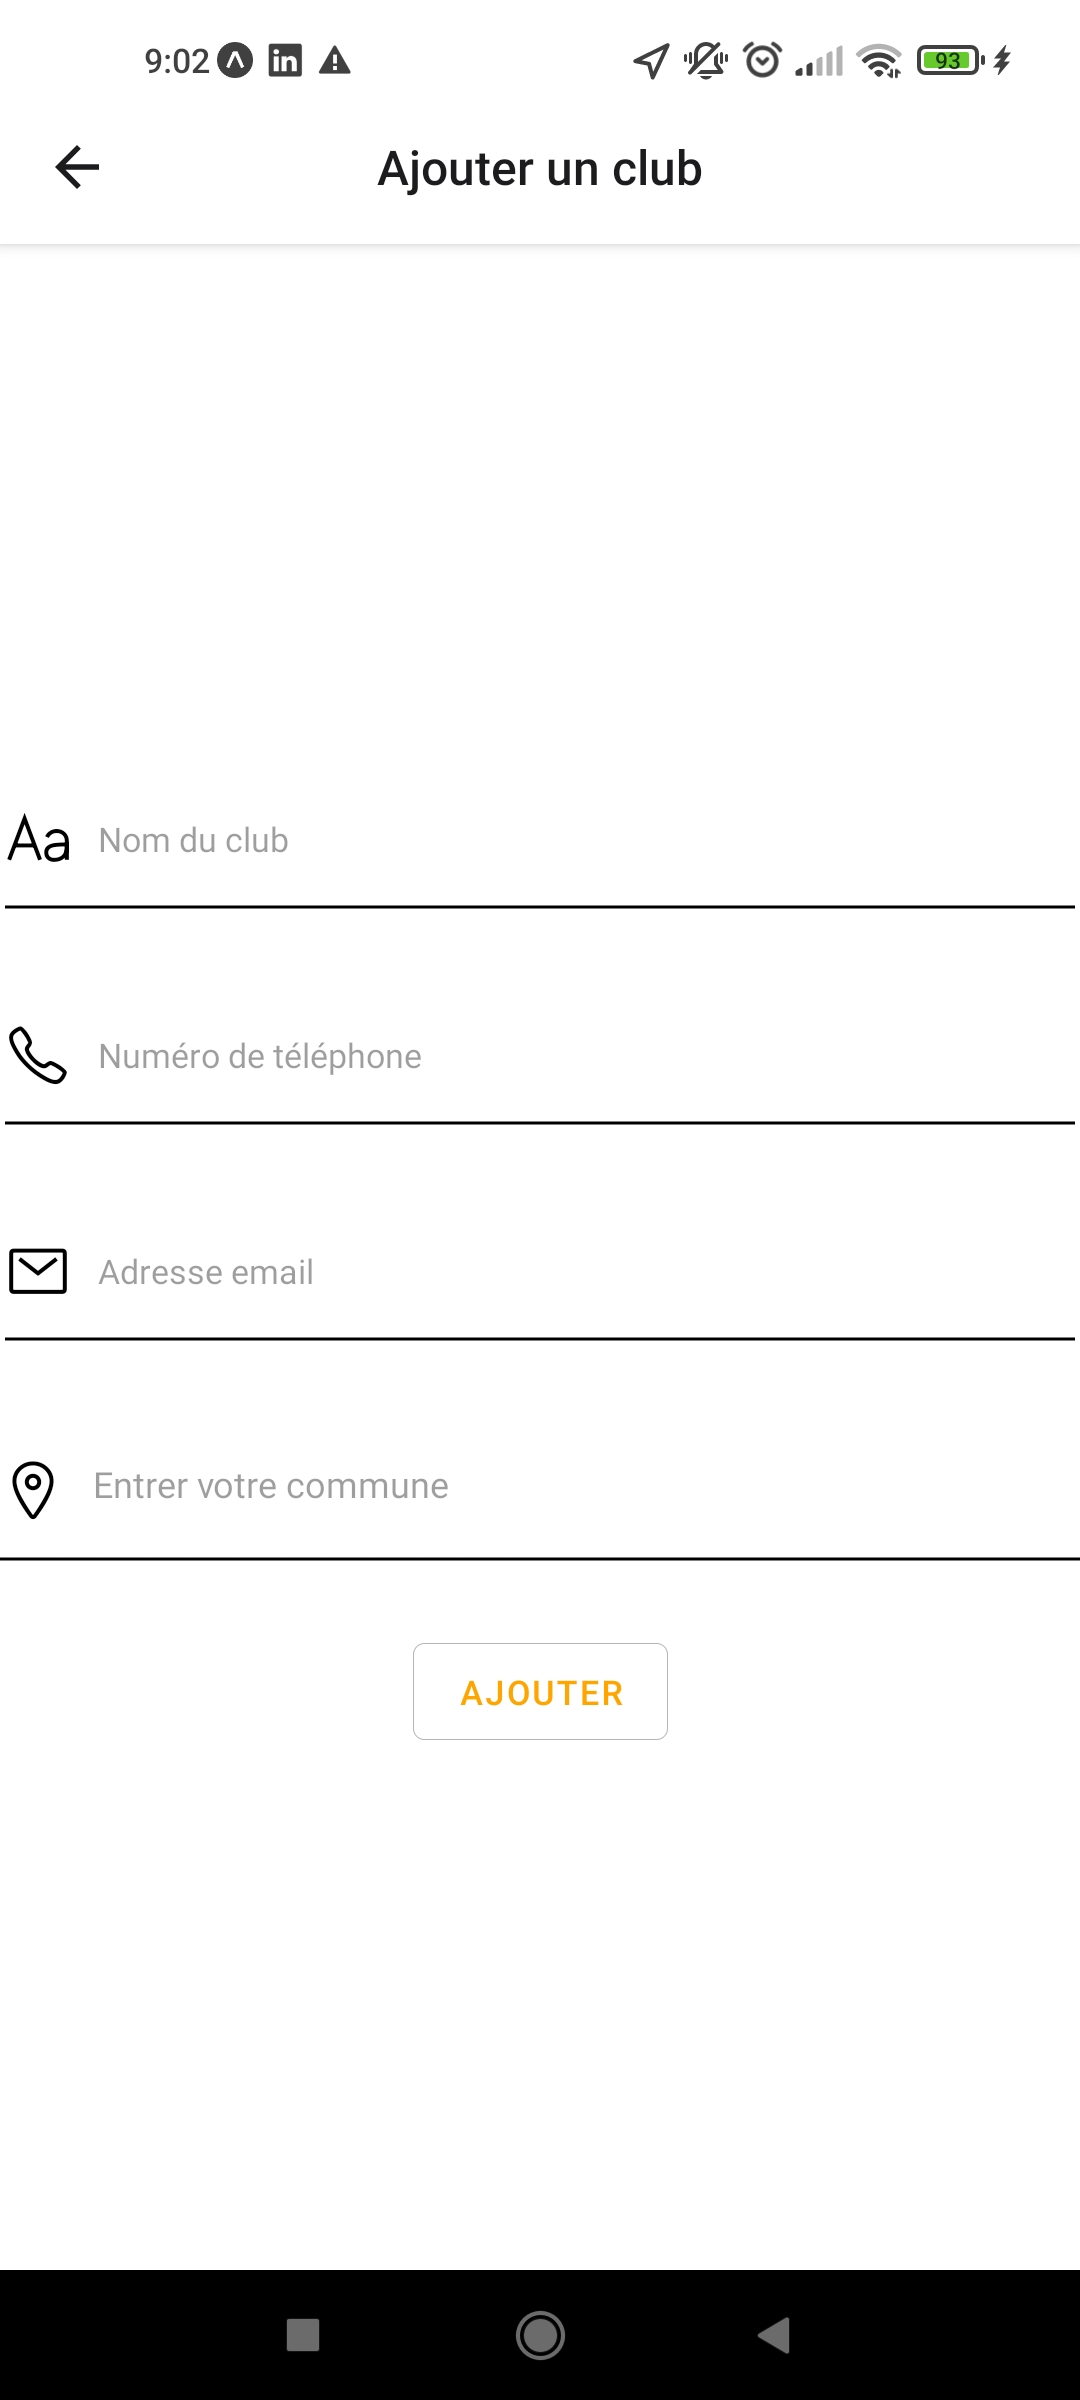 9:02
93
Ajouter un club
Aa Nom du club
Numéro de téléphone
Adresse email
Entrer votre commune
AJOUTER